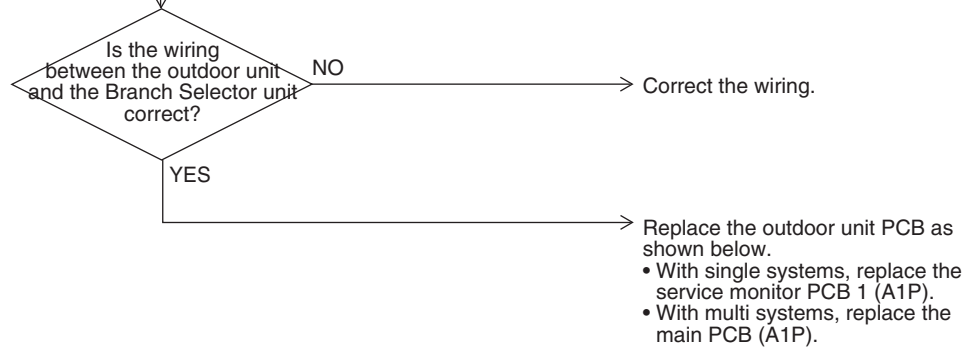 Is the wiring
between the outdoor unit
and the Branch Selector unit
correct?
NO
Correct the wiring.
YES
Replace the outdoor unit PCB as
shown below.
• With single systems, replace the
service monitor PCB 1 (A1P).
• With multi systems, replace the
main PCB (A1P).